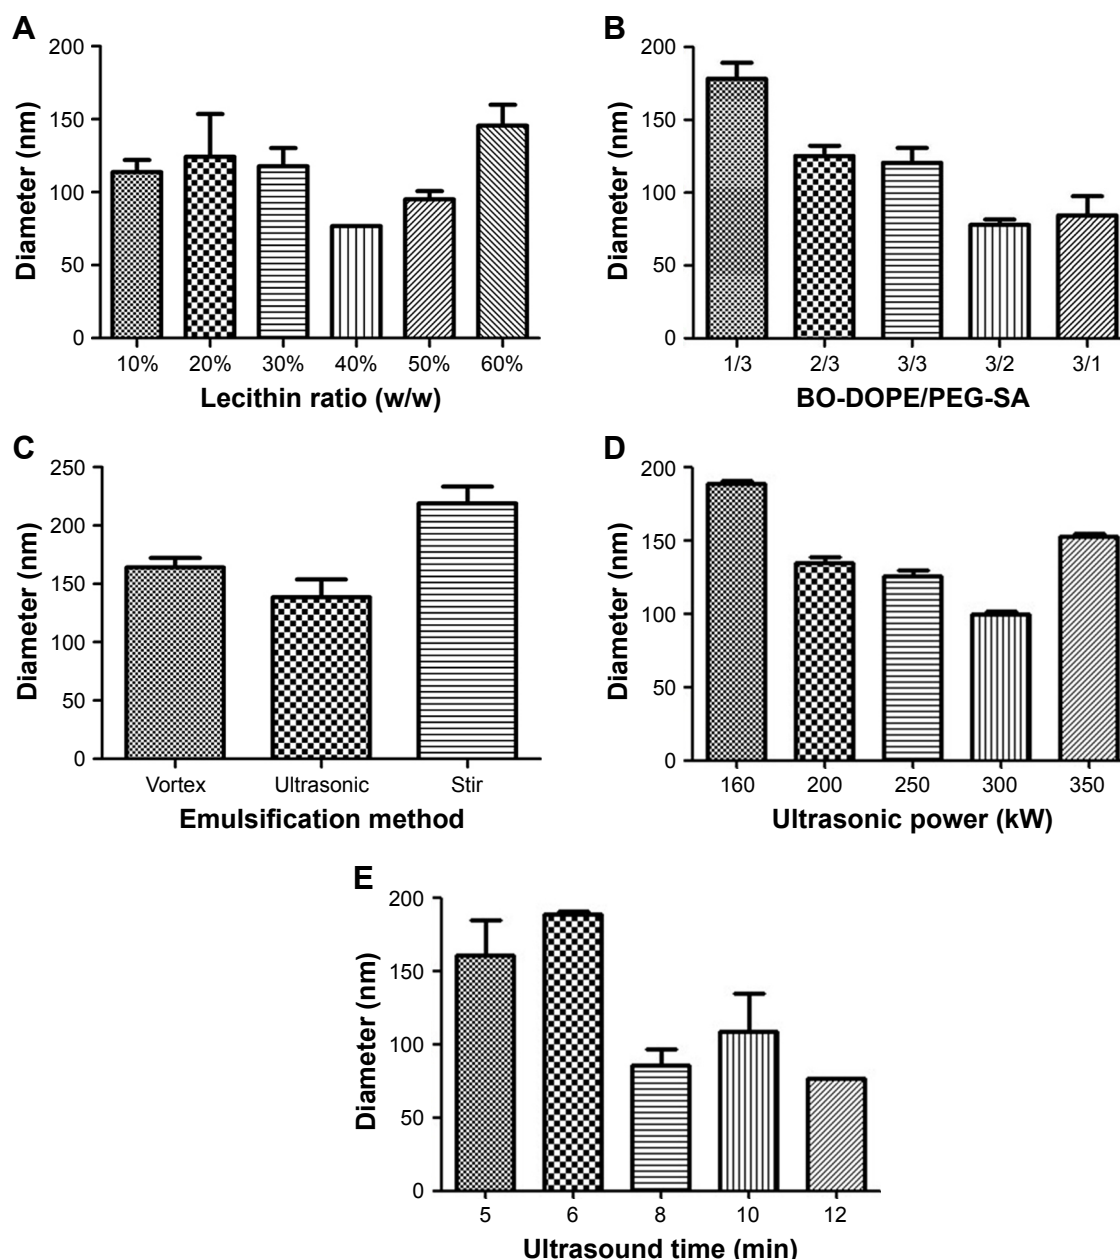 A
Diameter (nm)
200
150
100
50
0
10% 20% 30% 40% 50% 60%
Lecithin ratio (w/w)
B
Diameter (nm)
200
150
100
50
0
1/3 2/3 3/3 3/2 3/1
BO-DOPE/PEG-SA
C
Diameter (nm)
250
200
150
100
50
0
Vortex Ultrasonic Stir
Emulsification method
D
Diameter (nm)
200
150
100
50
0
160 200 250 300 350
Ultrasonic power (kW)
E
Diameter (nm)
200
150
100
50
0
5 6 8 10 12
Ultrasound time (min)